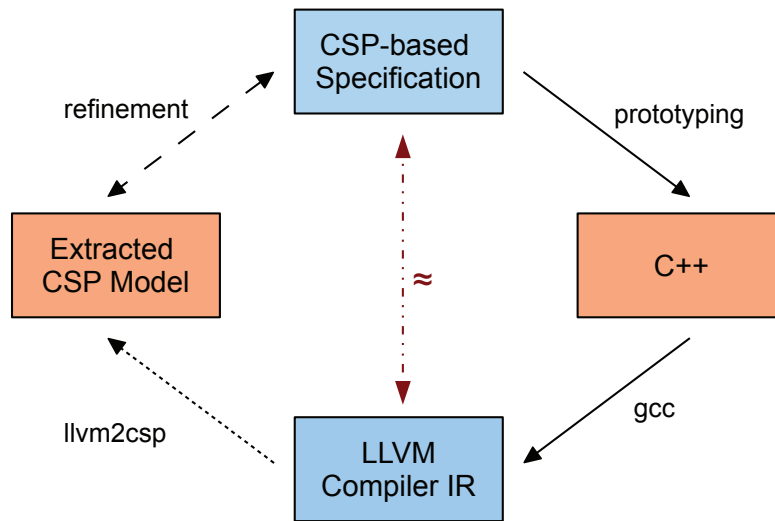 CSP-based
Specification
refinement
prototyping
Extracted
CSP Model
C++
≈
llvm2csp
gcc
LLVM
Compiler IR